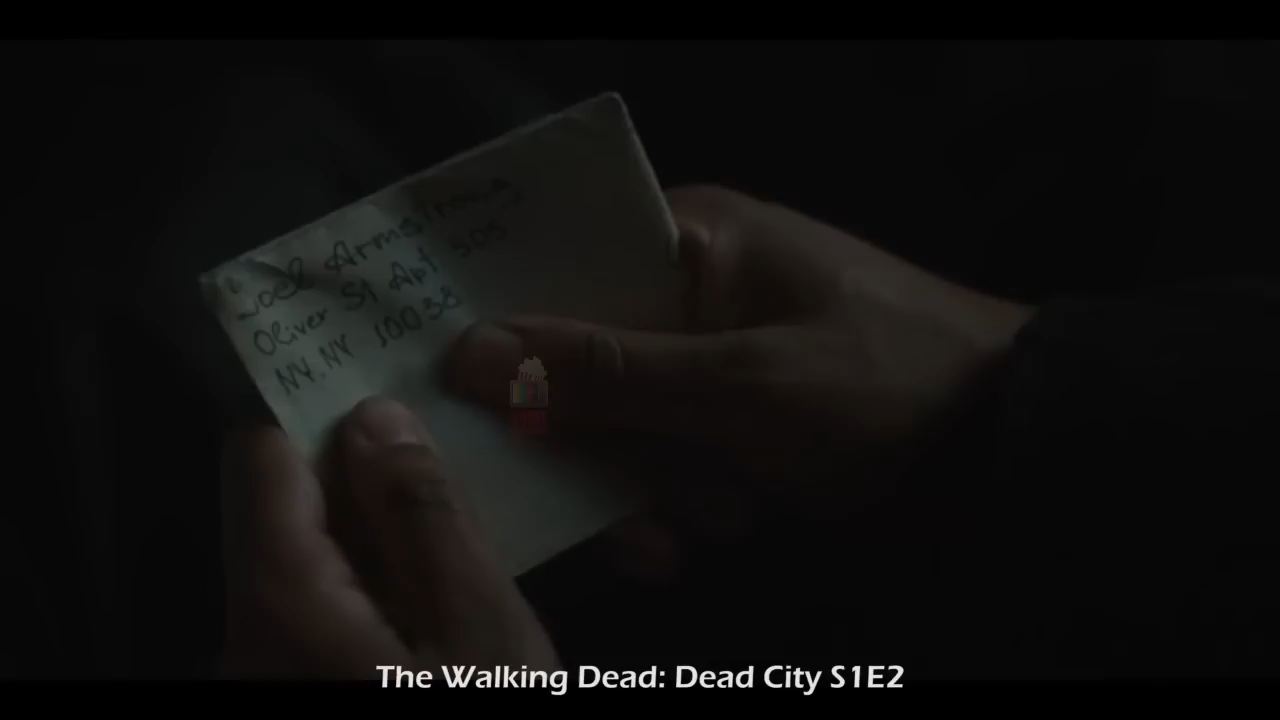 Joel Armstrong
Oliver St Apt 505
NY, NY 10038
The Walking Dead: Dead City S1E2